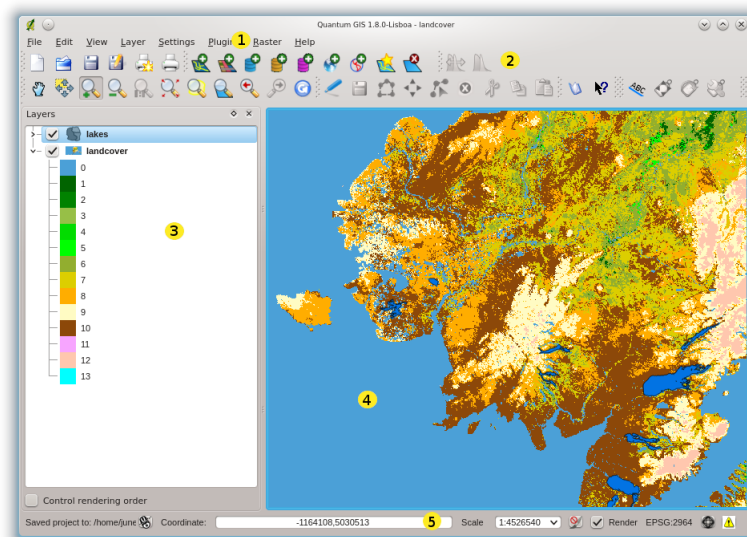 Quantum GIS 1.8.0-Lisboa - landcover
File Edit View Layer Settings Plugin 1 Raster Help
2
ABC
Layers
lakes
landcover
0
1
2
3
4
5
6
7
8
9
10
11
12
13
3
4
Control rendering order
Saved project to: /home/june Coordinate: -1164108,5030513 5 Scale 1:4526540 Render EPSG:2964